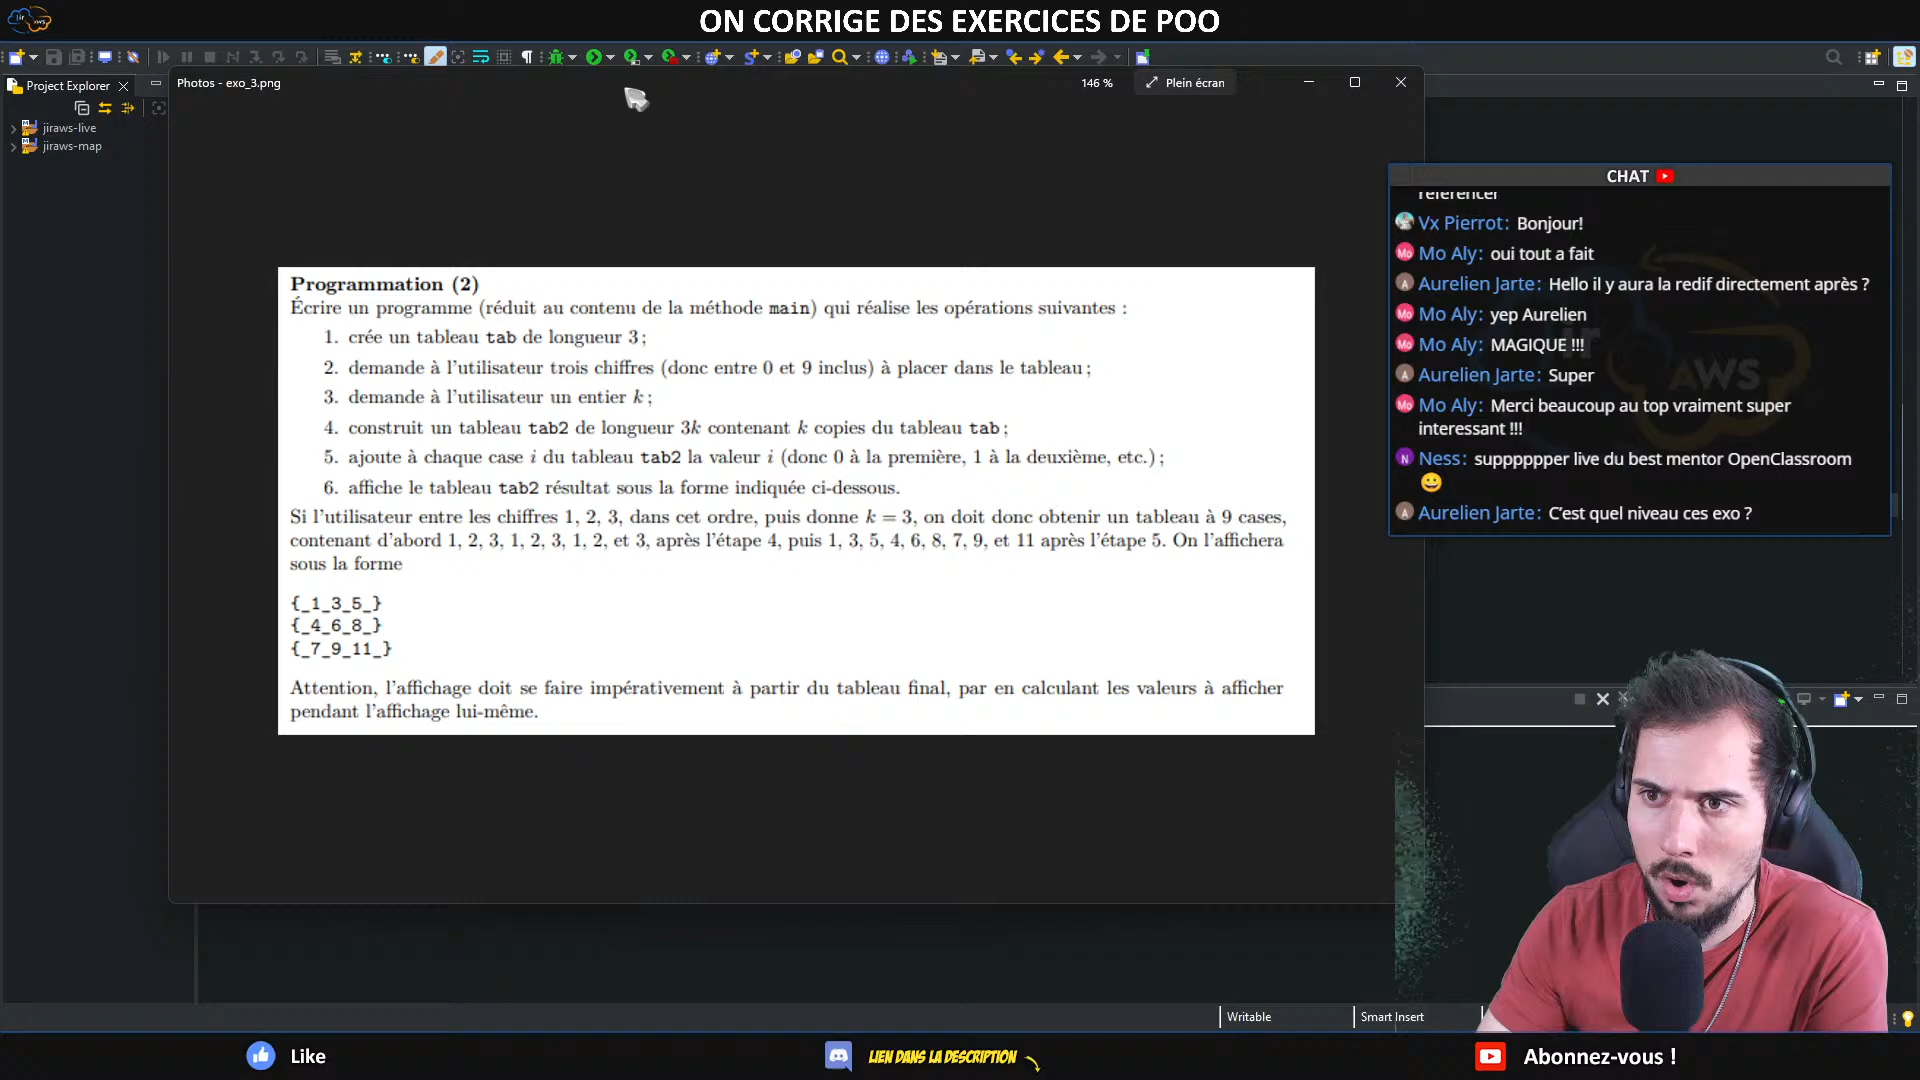 ON CORRIGE DES EXERCICES DE POO
Project Explorer
jiraws-live
jiraws-map
Photos - exo_3.png
146 %
Plein écran
Programmation (2)
Écrire un programme (réduit au contenu de la méthode main) qui réalise les opérations suivantes :
1. crée un tableau tab de longueur 3 ;
2. demande à l'utilisateur trois chiffres (donc entre 0 et 9 inclus) à placer dans le tableau ;
3. demande à l'utilisateur un entier k ;
4. construit un tableau tab2 de longueur 3k contenant k copies du tableau tab ;
5. ajoute à chaque case i du tableau tab2 la valeur i (donc 0 à la première, 1 à la deuxième, etc.) ;
6. affiche le tableau tab2 résultat sous la forme indiquée ci-dessous.
Si l'utilisateur entre les chiffres 1, 2, 3, dans cet ordre, puis donne k = 3, on doit donc obtenir un tableau à 9 cases,
contenant d'abord 1, 2, 3, 1, 2, 3, 1, 2, et 3, après l'étape 4, puis 1, 3, 5, 4, 6, 8, 7, 9, et 11 après l'étape 5. On l'affichera
sous la forme
{_1_3_5_}
{_4_6_8_}
{_7_9_11_}
Attention, l'affichage doit se faire impérativement à partir du tableau final, par en calculant les valeurs à afficher
pendant l'affichage lui-même.
CHAT
referencer
Vx Pierrot: Bonjour!
Mo Aly: oui tout a fait
Aurelien Jarte: Hello il y aura la redif directement après ?
Mo Aly: yep Aurelien
Mo Aly: MAGIQUE !!!
Aurelien Jarte: Super
Mo Aly: Merci beaucoup au top vraiment super
interessant !!!
Ness: supppppper live du best mentor OpenClassroom
😀
Aurelien Jarte: C'est quel niveau ces exo ?
Writable
Smart Insert
Like
LIEN DANS LA DESCRIPTION
Abonnez-vous !